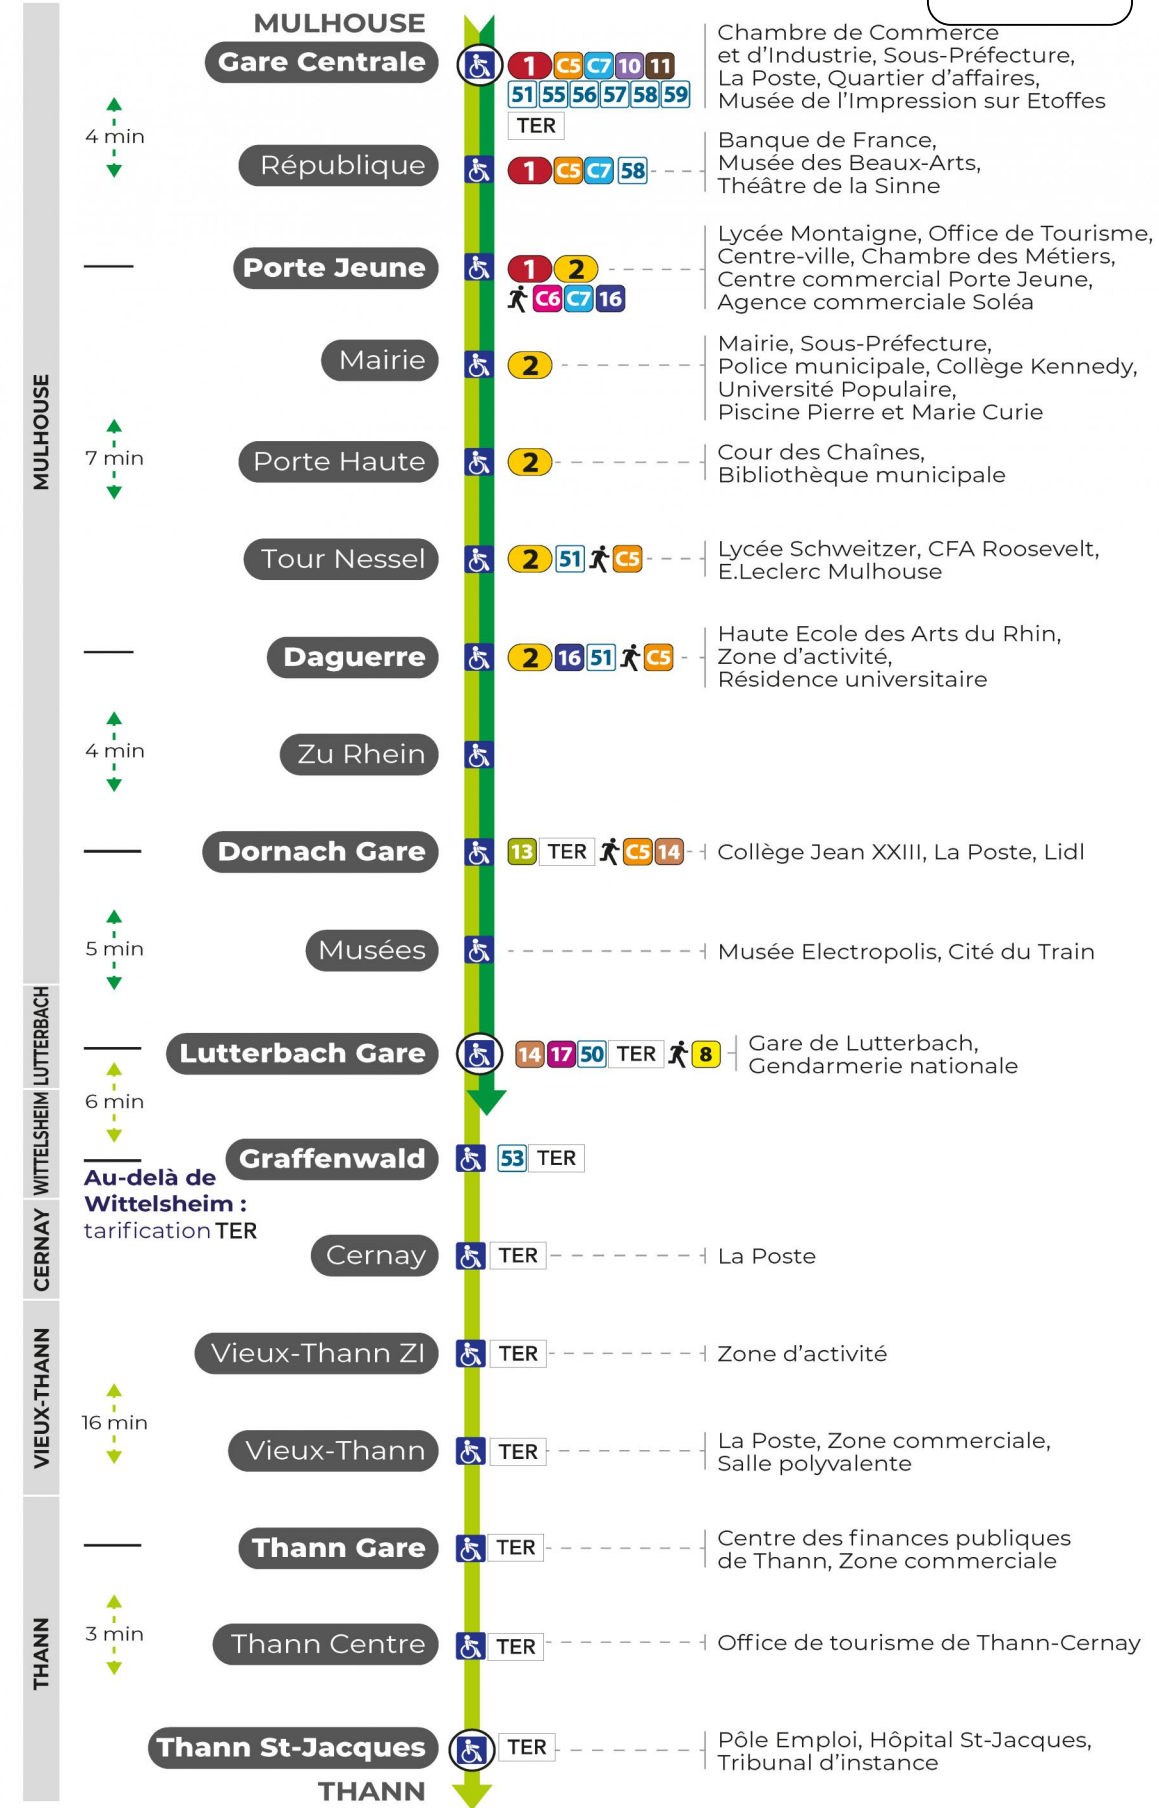 MULHOUSE
Gare Centrale
1 C5 C7 10 11
51 55 56 57 58 59
TER
Chambre de Commerce
et d'Industrie, Sous-Préfecture,
La Poste, Quartier d'affaires,
Musée de l'Impression sur Etoffes
4 min
République
1 C5 C7 58
Banque de France,
Musée des Beaux-Arts,
Théâtre de la Sinne
Porte Jeune
1 2
C6 C7 16
Lycée Montaigne, Office de Tourisme,
Centre-ville, Chambre des Métiers,
Centre commercial Porte Jeune,
Agence commerciale Soléa
MULHOUSE
Mairie
2
Mairie, Sous-Préfecture,
Police municipale, Collège Kennedy,
Université Populaire,
Piscine Pierre et Marie Curie
7 min
Porte Haute
2
Cour des Chaînes,
Bibliothèque municipale
Tour Nessel
2 51 C5
Lycée Schweitzer, CFA Roosevelt,
E.Leclerc Mulhouse
Daguerre
2 16 51 C5
Haute Ecole des Arts du Rhin,
Zone d'activité,
Résidence universitaire
4 min
Zu Rhein
Dornach Gare
13 TER C5 14
Collège Jean XXIII, La Poste, Lidl
5 min
Musées
Musée Electropolis, Cité du Train
LUTTERBACH
Lutterbach Gare
14 17 50 TER 8
Gare de Lutterbach,
Gendarmerie nationale
6 min
WITTELSHEIM
Graffenwald
53 TER
Au-delà de
Wittelsheim :
tarification TER
CERNAY
Cernay
TER
La Poste
Vieux-Thann ZI
TER
Zone d'activité
VIEUX-THANN
16 min
Vieux-Thann
TER
La Poste, Zone commerciale,
Salle polyvalente
Thann Gare
TER
Centre des finances publiques
de Thann, Zone commerciale
THANN
3 min
Thann Centre
TER
Office de tourisme de Thann-Cernay
Thann St-Jacques
TER
Pôle Emploi, Hôpital St-Jacques,
Tribunal d'instance
THANN